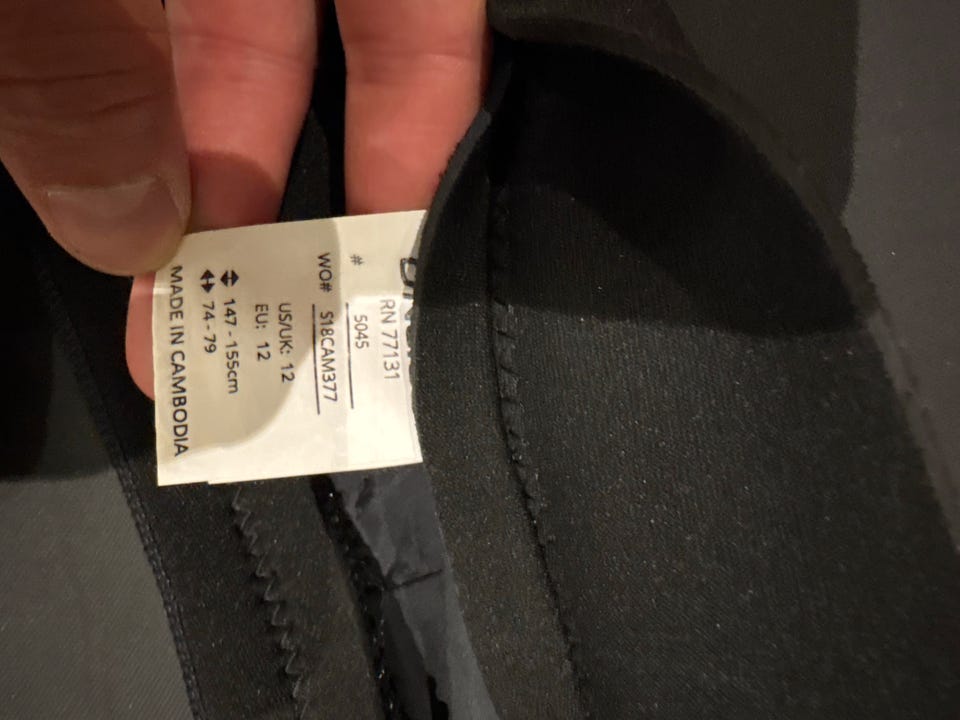 RN 77131
# 5045
WO# S18CAM377
US/UK: 12
EU: 12
147 - 155cm
74 - 79
MADE IN CAMBODIA